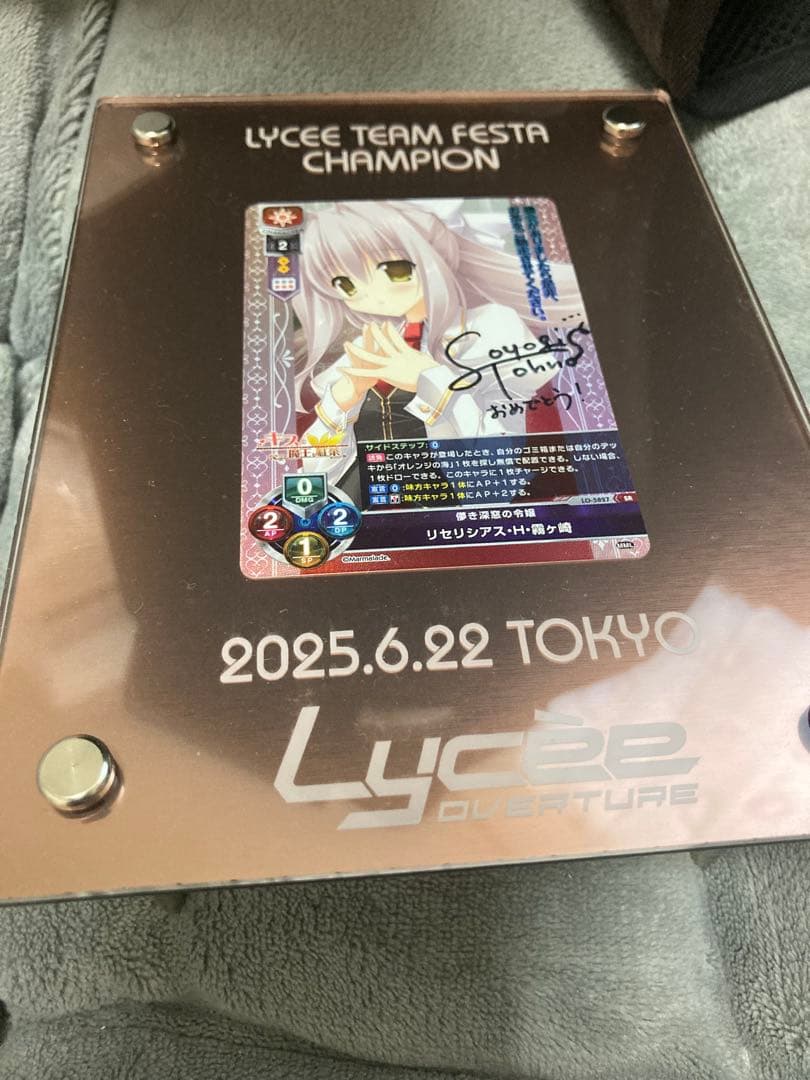 LYCEE TEAM FESTA
CHAMPION
2
Soyogi
Tohno
おめでとう!
サイドステップ:0
このキャラが登場したとき、自分のゴミ箱または自分のデッ
キから「オレンジの海」1枚を探し無償で配置できる。しない場合、
1枚ドローできる。このキャラに1枚チャージできる。
宣言 0:味方キャラ1体にAP+1する。
宣言 :味方キャラ1体にAP+2する。
LO-5897 SR
儚き深窓の令嬢
リセリシアス・H・霧ヶ崎
0
DMG
2
AP
2
DP
1
SP
©Marmalade.
2025.6.22 TOKYO
Lycèe
OVERTURE